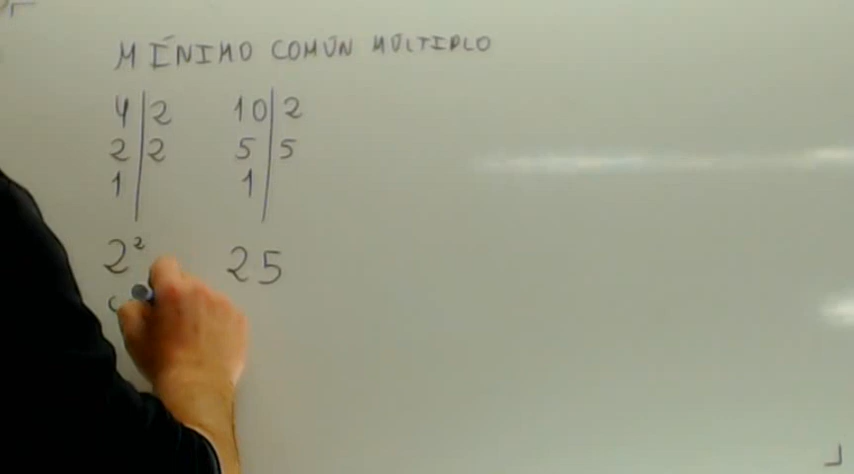 MÍNIMO COMÚN MÚLTIPLO
4|2 10|2
2|2 5|5
1| 1|
2² 2 5